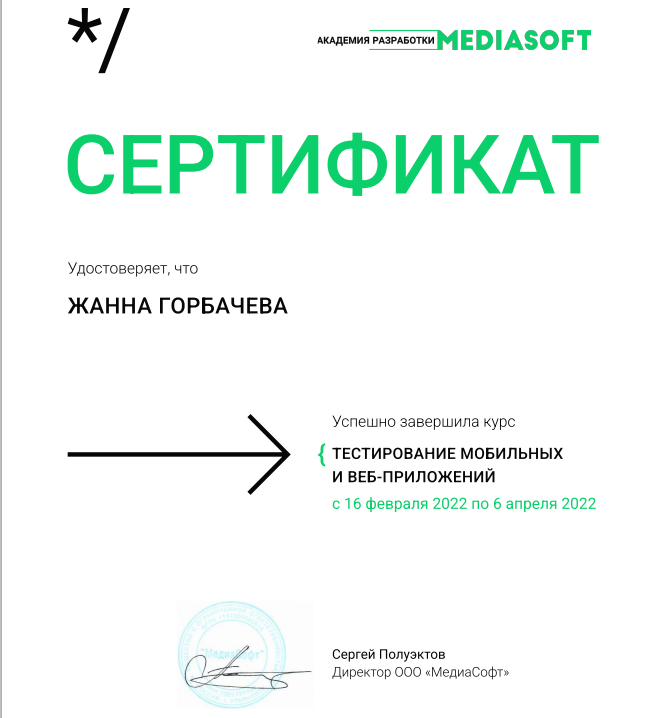 */
АКАДЕМИЯ РАЗРАБОТКИ MEDIASOFT
СЕРТИФИКАТ
Удостоверяет, что
ЖАННА ГОРБАЧЕВА
Успешно завершила курс
{ ТЕСТИРОВАНИЕ МОБИЛЬНЫХ
И ВЕБ-ПРИЛОЖЕНИЙ
с 16 февраля 2022 по 6 апреля 2022
"МедиаСофт"
Сергей Полуэктов
Директор ООО «МедиаСофт»